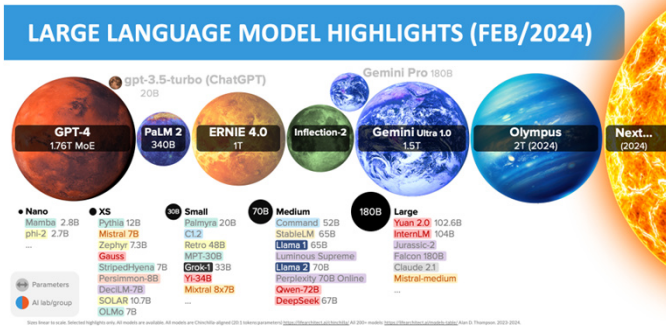 LARGE LANGUAGE MODEL HIGHLIGHTS (FEB/2024)
gpt-3.5-turbo (ChatGPT)
20B
Gemini Pro 180B
GPT-4
1.76T MoE
PaLM 2
340B
ERNIE 4.0
1T
Inflection-2
Gemini Ultra 1.0
1.5T
Olympus
2T (2024)
Next...
(2024)
Nano
Mamba 2.8B
phi-2 2.7B
...
XS
Pythia 12B
Mistral 7B
Zephyr 7.3B
Gauss
StripedHyena 7B
Persimmon-8B
DeciLM-7B
SOLAR 10.7B
OLMo 7B
30B Small
Palmyra 20B
C1.2
Retro 48B
MPT-30B
Grok-1 33B
Yi-34B
Mixtral 8x7B
...
70B Medium
Command 52B
StableLM 65B
Llama 1 65B
Luminous Supreme
Llama 2 70B
Perplexity 70B Online
Qwen-72B
DeepSeek 67B
180B Large
Yuan 2.0 102.6B
InternLM 104B
Jurassic-2
Falcon 180B
Claude 2.1
Mistral-medium
...
Parameters
AI lab/group